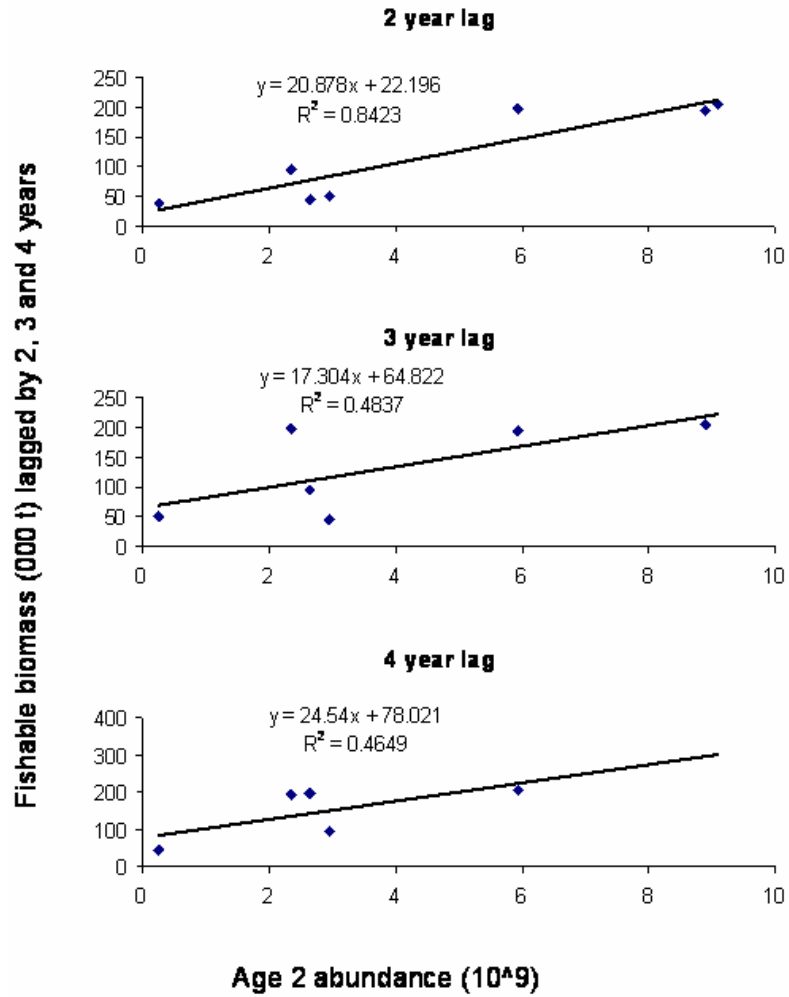 2 year lag
y = 20.878x + 22.196
R² = 0.8423
250
200
150
100
50
0
0 2 4 6 8 10
3 year lag
y = 17.304x + 64.822
R² = 0.4837
250
200
150
100
50
0
0 2 4 6 8 10
4 year lag
y = 24.54x + 78.021
R² = 0.4649
400
300
200
100
0
0 2 4 6 8 10
Fishable biomass (000 t) lagged by 2, 3 and 4 years
Age 2 abundance (10^9)